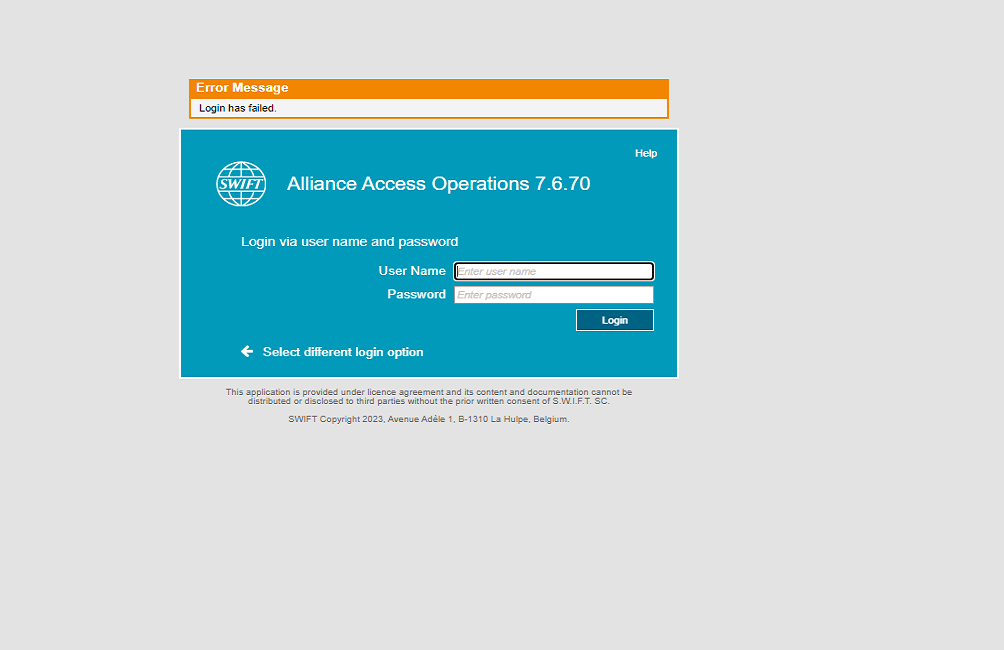 Error Message
Login has failed.
Help
SWIFT
Alliance Access Operations 7.6.70
Login via user name and password
User Name
Enter user name
Password
Enter password
Login
Select different login option
This application is provided under licence agreement and its content and documentation cannot be
distributed or disclosed to third parties without the prior written consent of S.W.I.F.T. SC.
SWIFT Copyright 2023, Avenue Adèle 1, B-1310 La Hulpe, Belgium.